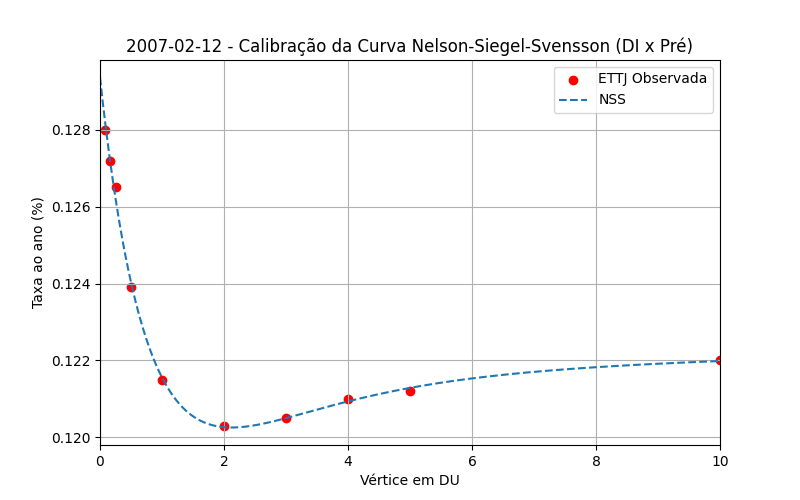 2007-02-12 - Calibração da Curva Nelson-Siegel-Svensson (DI x Pré)
ETTJ Observada
NSS
0.128
0.126
0.124
0.122
0.120
Taxa ao ano (%)
0 2 4 6 8 10
Vértice em DU